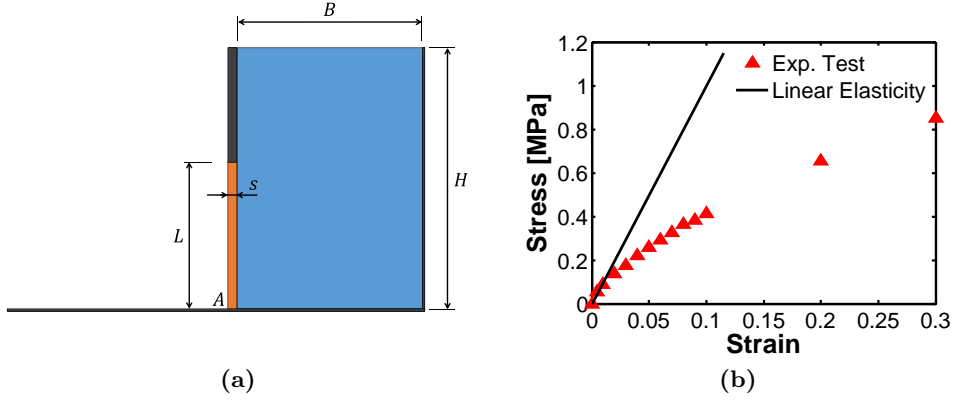 B
H
s
L
A
(a)
Stress [MPa]
1.2
1
0.8
0.6
0.4
0.2
0
Exp. Test
Linear Elasticity
0 0.05 0.1 0.15 0.2 0.25 0.3
Strain
(b)